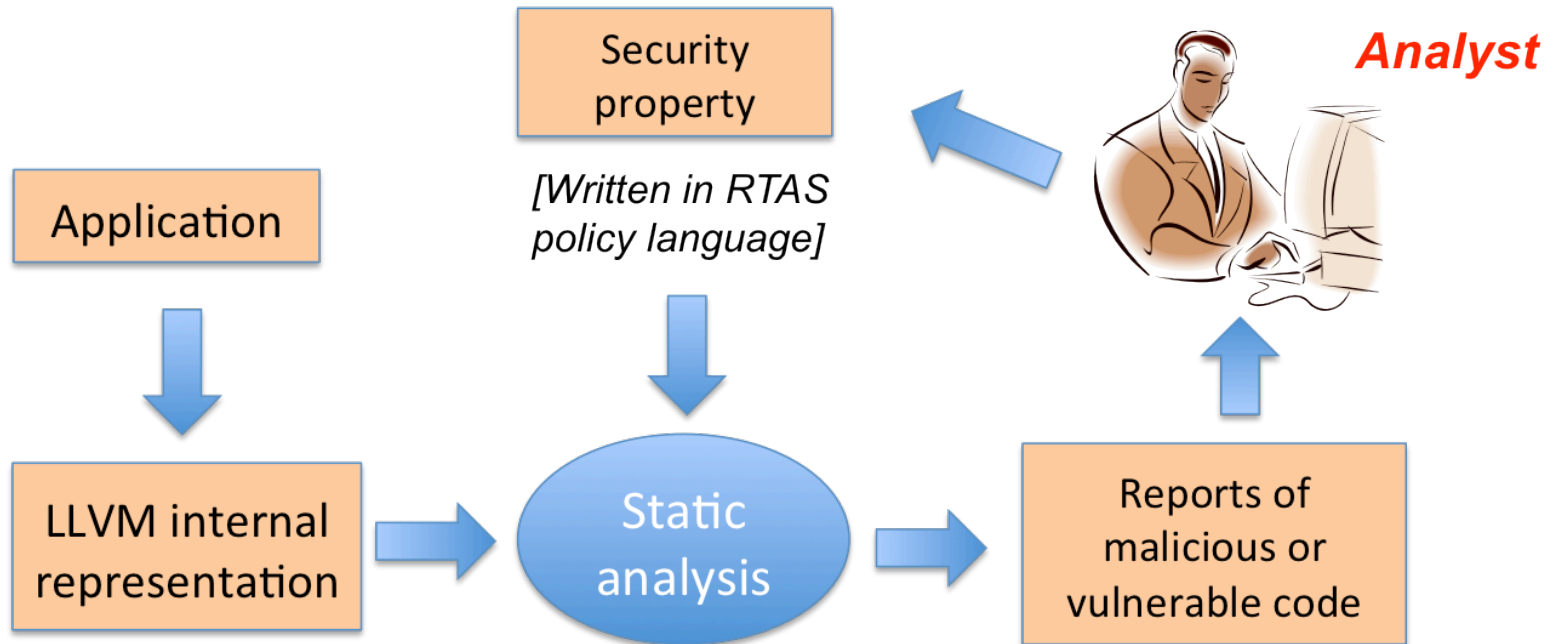 Security
property
Analyst
[Written in RTAS
policy language]
Application
LLVM internal
representation
Static
analysis
Reports of
malicious or
vulnerable code